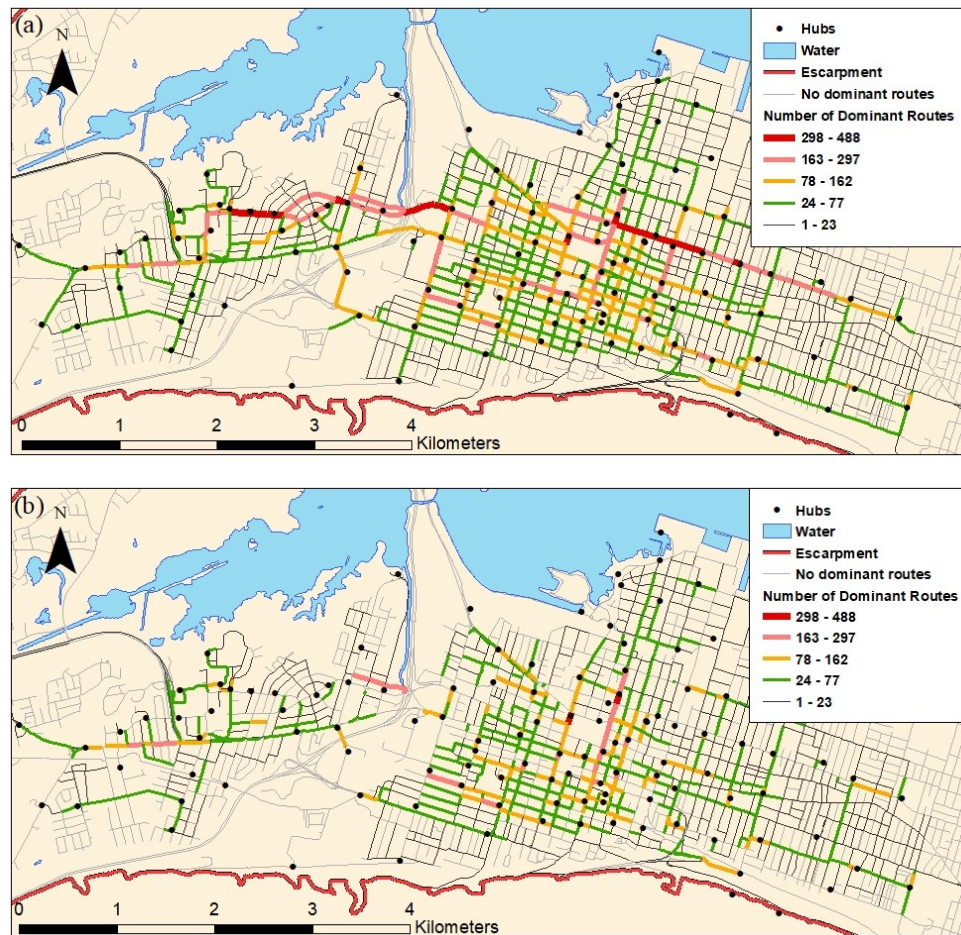 (a)
N
Hubs
Water
Escarpment
No dominant routes
Number of Dominant Routes
298 - 488
163 - 297
78 - 162
24 - 77
1 - 23
0 1 2 3 4
Kilometers
(b)
N
Hubs
Water
Escarpment
No dominant routes
Number of Dominant Routes
298 - 488
163 - 297
78 - 162
24 - 77
1 - 23
0 1 2 3 4
Kilometers